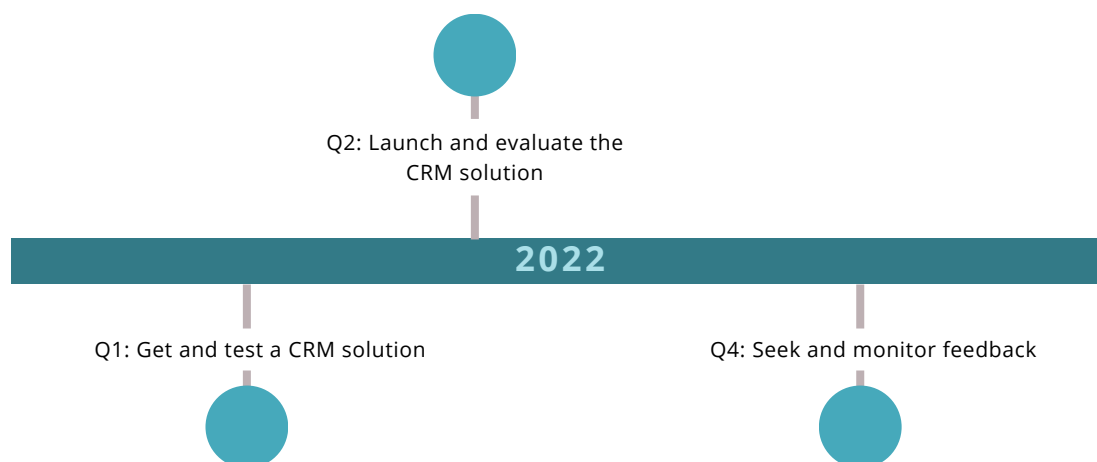 Q2: Launch and evaluate the
CRM solution
2022
Q1: Get and test a CRM solution
Q4: Seek and monitor feedback